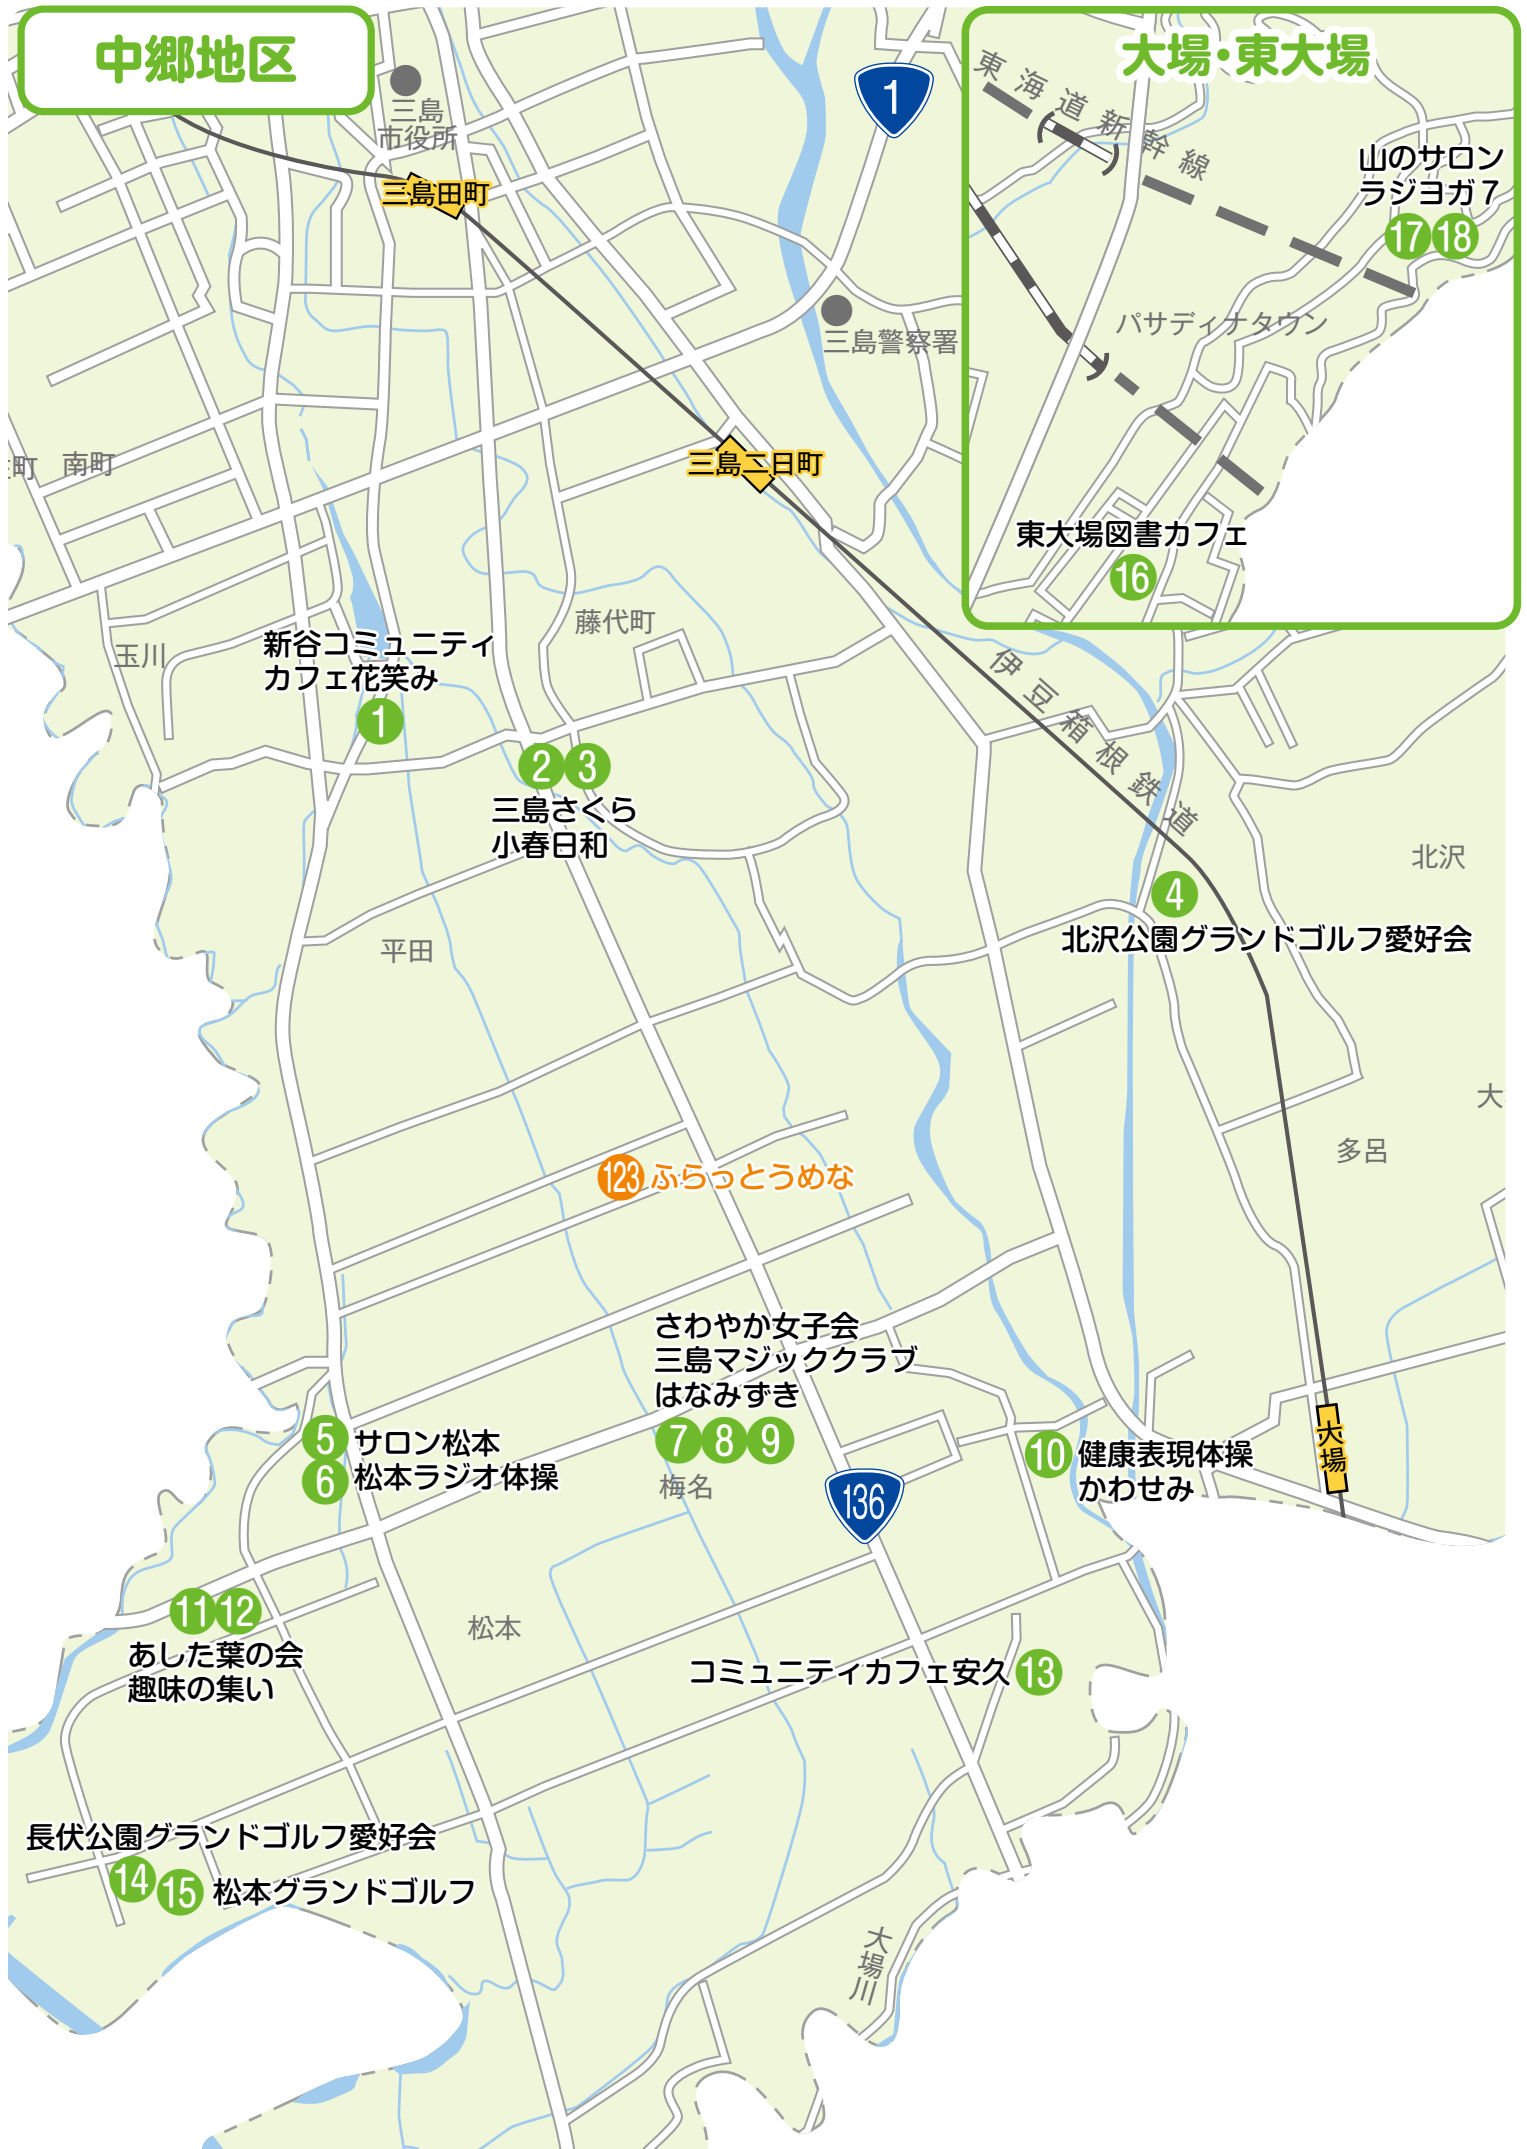 中郷地区
三島
市役所
1
大場・東大場
東海道新幹線
山のサロン
ラジヨガ7
17 18
三島田町
三島警察署
パサディナタウン
町 南町
三島二日町
東大場図書カフェ
16
藤代町
玉川
新谷コミュニティ
カフェ花笑み
1
伊豆箱根鉄道
2 3
三島さくら
小春日和
北沢
4
北沢公園グランドゴルフ愛好会
平田
大
多呂
123 ふらっとうめな
さわやか女子会
三島マジッククラブ
はなみずき
7 8 9
梅名
5 サロン松本
6 松本ラジオ体操
大場
10 健康表現体操
かわせみ
136
11 12
あした葉の会
趣味の集い
松本
コミュニティカフェ安久 13
長伏公園グランドゴルフ愛好会
14
15 松本グランドゴルフ
大場川